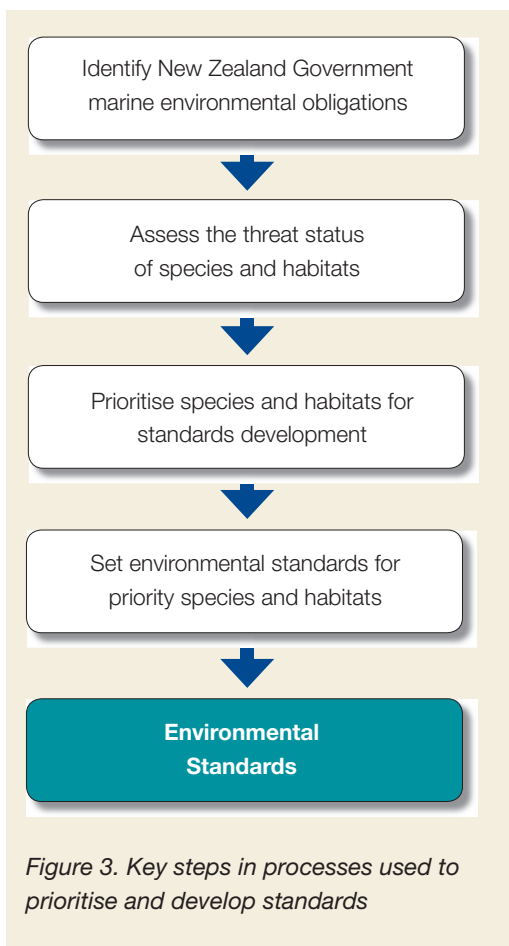 Identify New Zealand Government
marine environmental obligations
Assess the threat status
of species and habitats
Prioritise species and habitats for
standards development
Set environmental standards for
priority species and habitats
Environmental
Standards
Figure 3. Key steps in processes used to
prioritise and develop standards